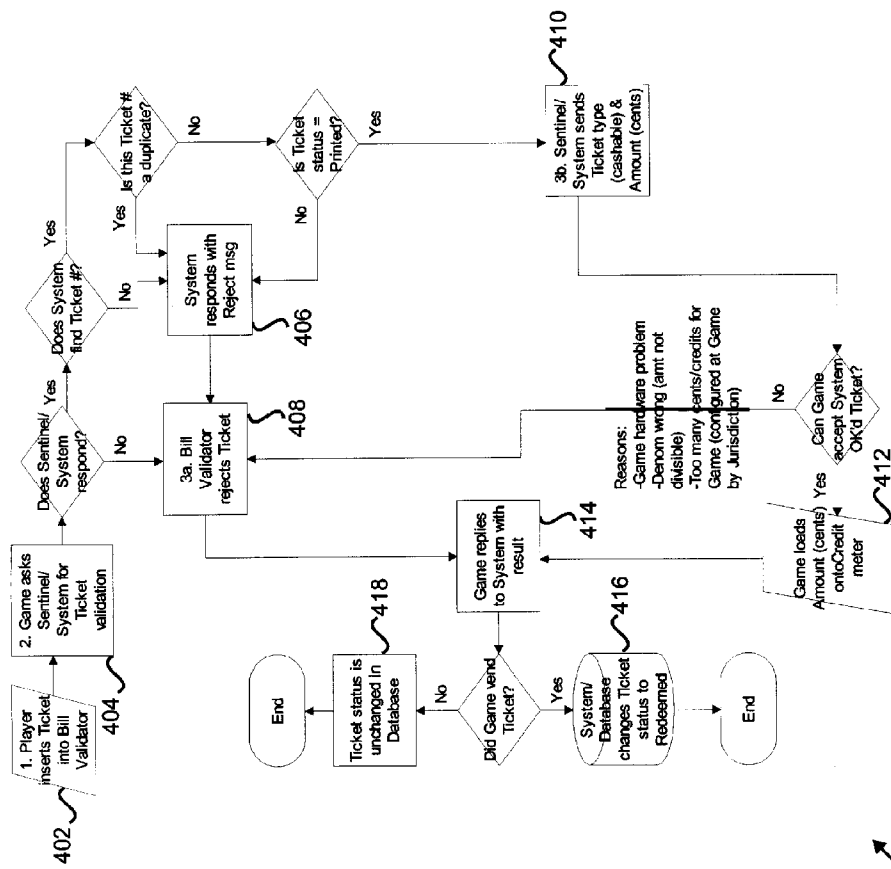 1. Player
inserts Ticket
into Bill
Validator
402
2. Game asks
Sentinel/
System for
Ticket
validation
404
Does Sentinel/
System
respond?
Yes
No
Does System
find Ticket #?
Yes
No
Is this Ticket #
a duplicate?
Yes
No
Is Ticket
status =
Printed?
No
Yes
System
responds with
Reject msg
406
3a. Bill
Validator
rejects Ticket
408
3b. Sentinel/
System sends
Ticket type
(cashable) &
Amount (cents)
410
Can Game
accept System
OK'd Ticket?
No
Yes
Reasons:
-Game hardware problem
-Denom wrong (amt not
divisible)
-Too many cents/credits for
Game (configured at Game
by Jurisdiction)
Game loads
Amount (cents)
ontoCredit
meter
412
Game replies
to System with
result
414
Did Game vend
Ticket?
No
Yes
Ticket status is
unchanged in
Database
418
End
System/
Database
changes Ticket
status to
Redeemed
416
End